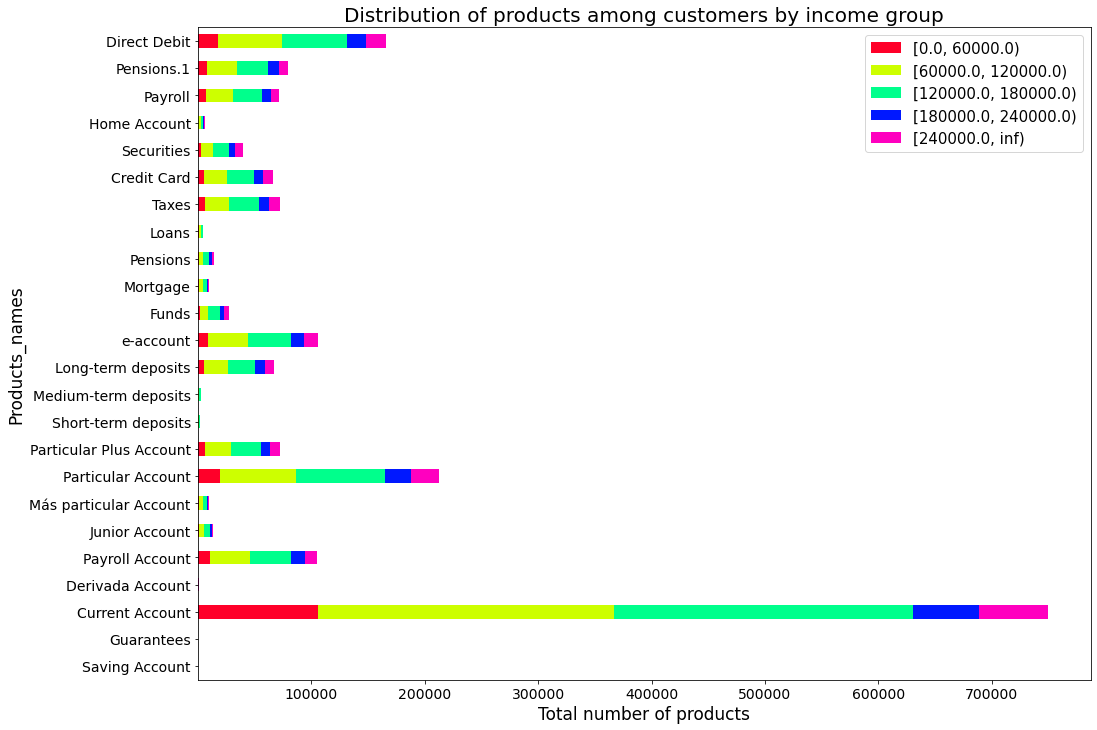 Distribution of products among customers by income group
Direct Debit
Pensions.1
Payroll
Home Account
Securities
Credit Card
Taxes
Loans
Pensions
Mortgage
Funds
e-account
Long-term deposits
Medium-term deposits
Short-term deposits
Particular Plus Account
Particular Account
Más particular Account
Junior Account
Payroll Account
Derivada Account
Current Account
Guarantees
Saving Account
Products_names
[0.0, 60000.0)
[60000.0, 120000.0)
[120000.0, 180000.0)
[180000.0, 240000.0)
[240000.0, inf)
100000 200000 300000 400000 500000 600000 700000
Total number of products